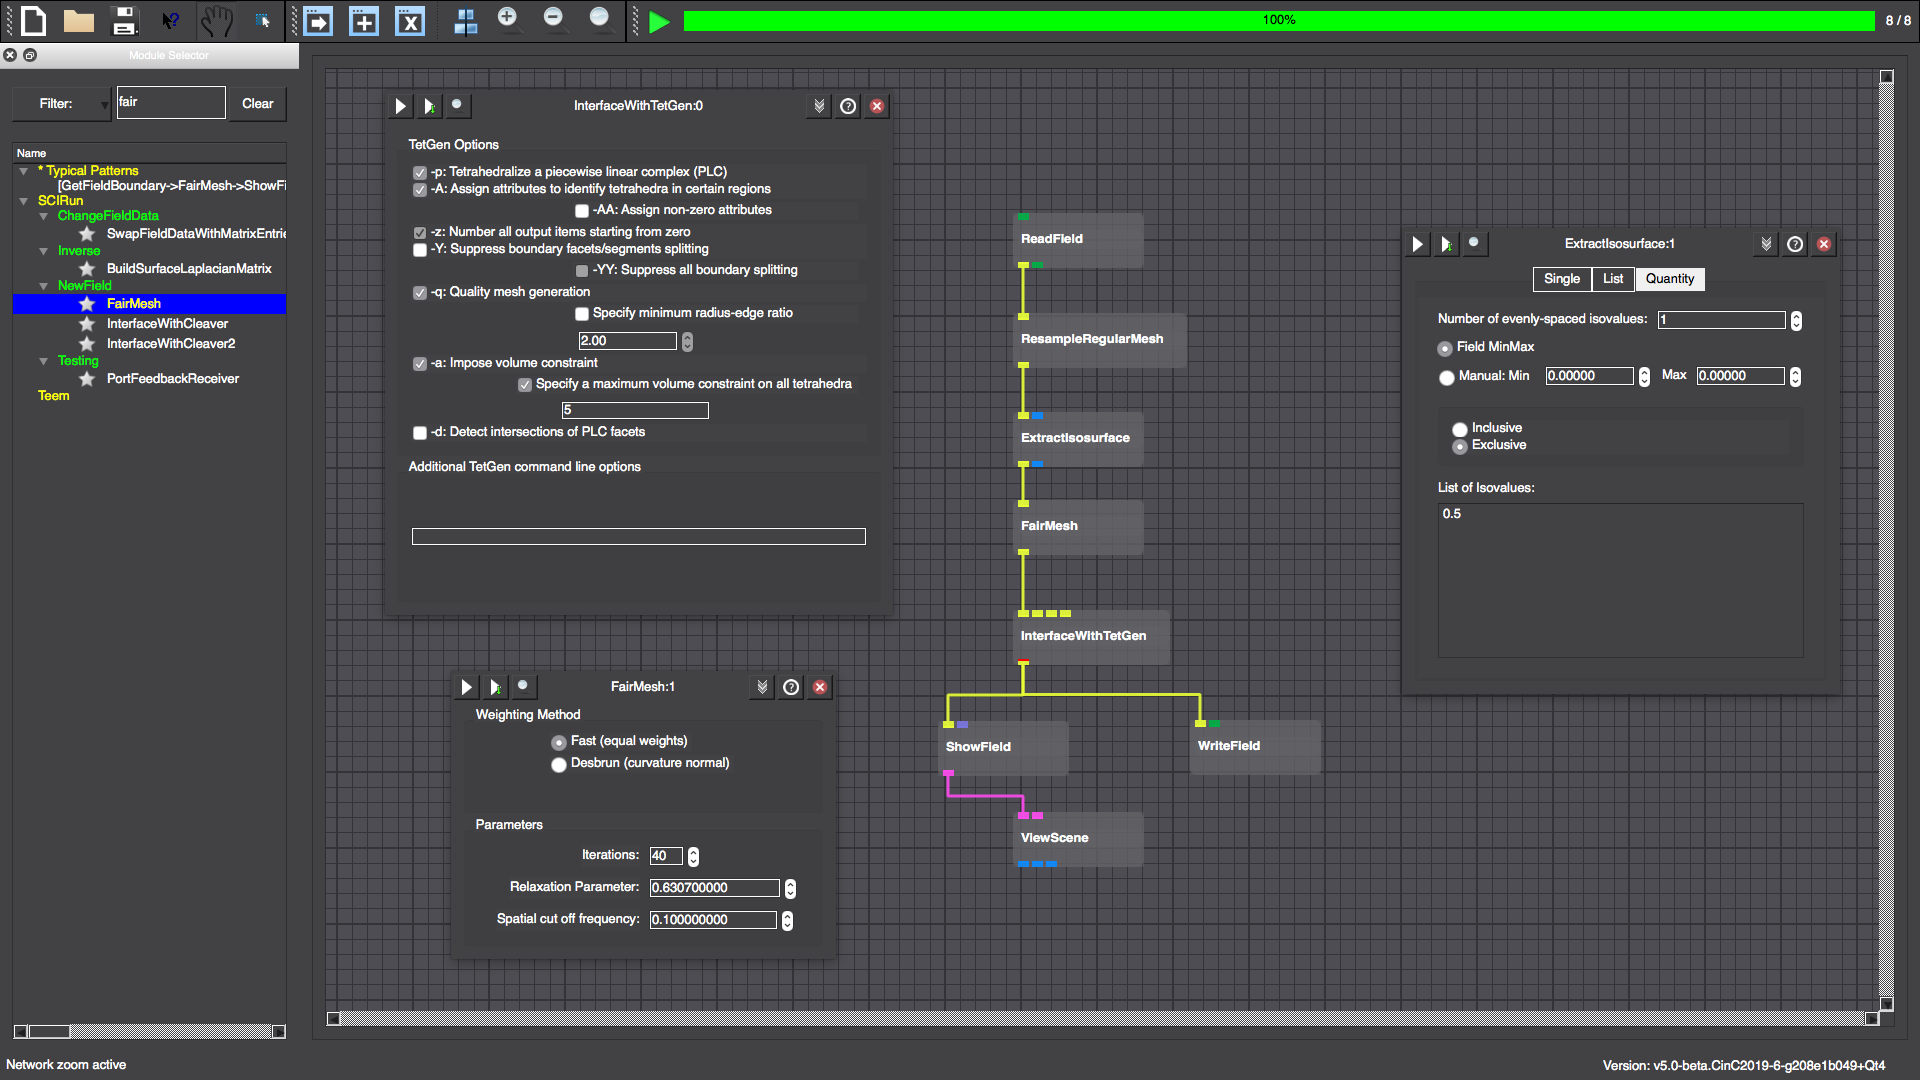 100%
8 / 8
Module Selector
Filter:
fair
Clear
Name
* Typical Patterns
[GetFieldBoundary->FairMesh->ShowFi
SCIRun
ChangeFieldData
SwapFieldDataWithMatrixEntrie
Inverse
BuildSurfaceLaplacianMatrix
NewField
FairMesh
InterfaceWithCleaver
InterfaceWithCleaver2
Testing
PortFeedbackReceiver
Teem
InterfaceWithTetGen:0
TetGen Options
-p: Tetrahedralize a piecewise linear complex (PLC)
-A: Assign attributes to identify tetrahedra in certain regions
-AA: Assign non-zero attributes
-z: Number all output items starting from zero
-Y: Suppress boundary facets/segments splitting
-YY: Suppress all boundary splitting
-q: Quality mesh generation
Specify minimum radius-edge ratio
2.00
-a: Impose volume constraint
Specify a maximum volume constraint on all tetrahedra
5
-d: Detect intersections of PLC facets
Additional TetGen command line options
FairMesh:1
Weighting Method
Fast (equal weights)
Desbrun (curvature normal)
Parameters
Iterations: 40
Relaxation Parameter: 0.630700000
Spatial cut off frequency: 0.100000000
ReadField
ResampleRegularMesh
ExtractIsosurface
FairMesh
InterfaceWithTetGen
ShowField
WriteField
ViewScene
ExtractIsosurface:1
Single
List
Quantity
Number of evenly-spaced isovalues: 1
Field MinMax
Manual: Min 0.00000 Max 0.00000
Inclusive
Exclusive
List of Isovalues:
0.5
Network zoom active
Version: v5.0-beta.CinC2019-6-g208e1b049+Qt4